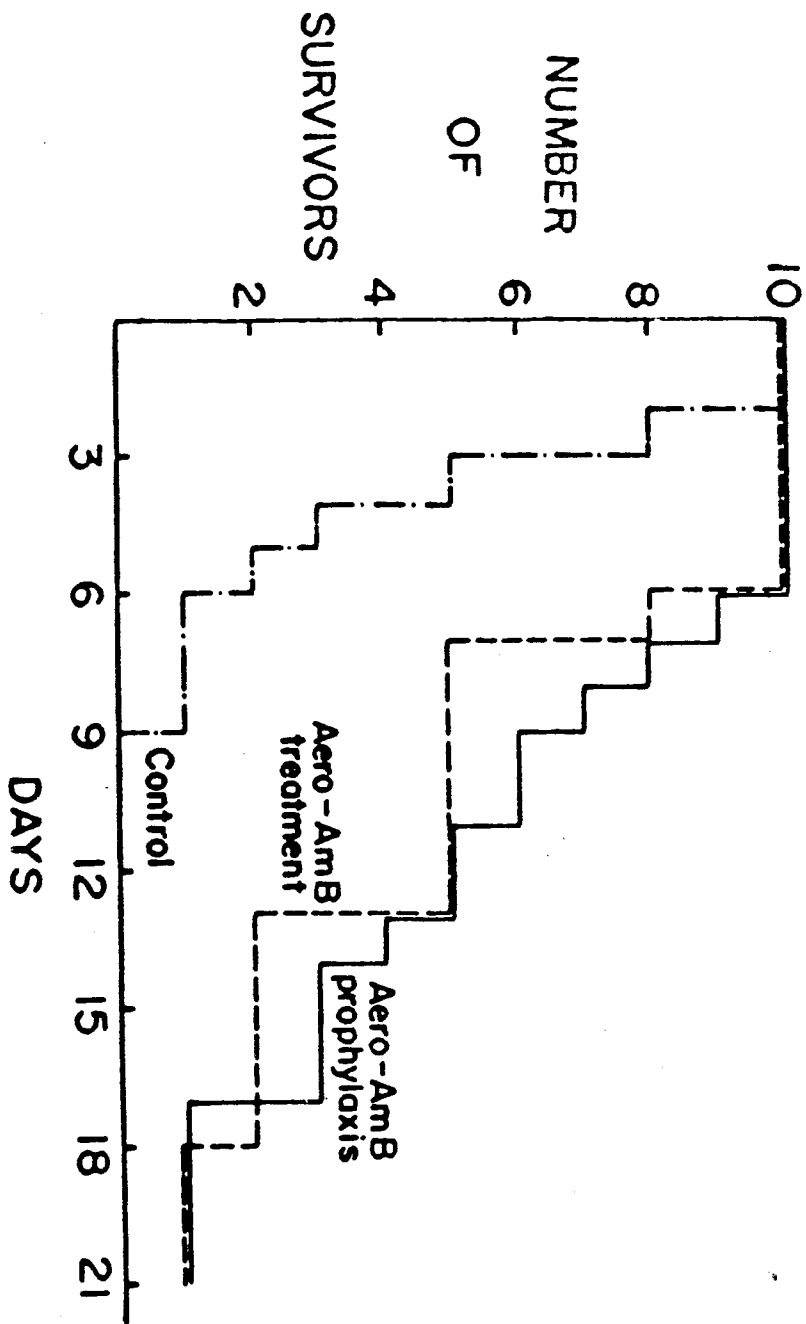 NUMBER
OF
SURVIVORS
10
8
6
4
2
3
6
9
12
15
18
21
Control
Aero-AmB
treatment
Aero-AmB
prophylaxis
DAYS